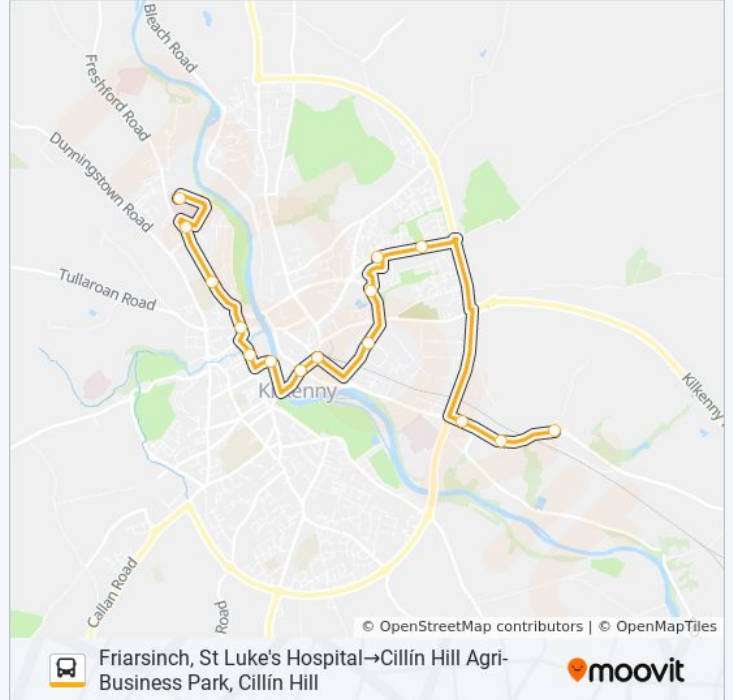 Bleach Road
Freshford Road
Dunningstown Road
Tullaroan Road
Kilkenny
Kilkenny
Callan Road
Road
© OpenStreetMap contributors | © OpenMapTiles
Friarsinch, St Luke's Hospital→Cillín Hill Agri-
Business Park, Cillín Hill
moovit